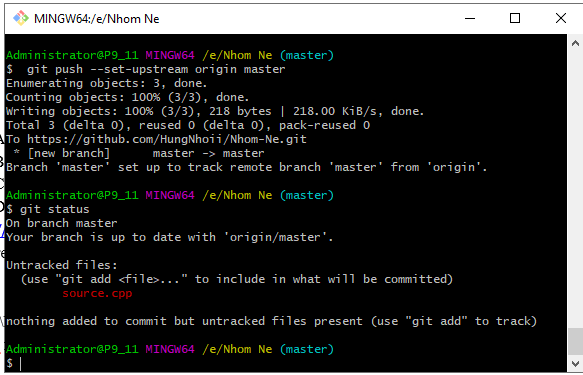 MINGW64:/e/Nhom Ne
Administrator@P9_11 MINGW64 /e/Nhom Ne (master)
$  git push --set-upstream origin master
Enumerating objects: 3, done.
Counting objects: 100% (3/3), done.
Writing objects: 100% (3/3), 218 bytes | 218.00 KiB/s, done.
Total 3 (delta 0), reused 0 (delta 0), pack-reused 0
To https://github.com/HungNhoii/Nhom-Ne.git
 * [new branch]      master -> master
Branch 'master' set up to track remote branch 'master' from 'origin'.
Administrator@P9_11 MINGW64 /e/Nhom Ne (master)
$ git status
On branch master
Your branch is up to date with 'origin/master'.
Untracked files:
  (use "git add <file>..." to include in what will be committed)
        source.cpp
nothing added to commit but untracked files present (use "git add" to track)
Administrator@P9_11 MINGW64 /e/Nhom Ne (master)
$